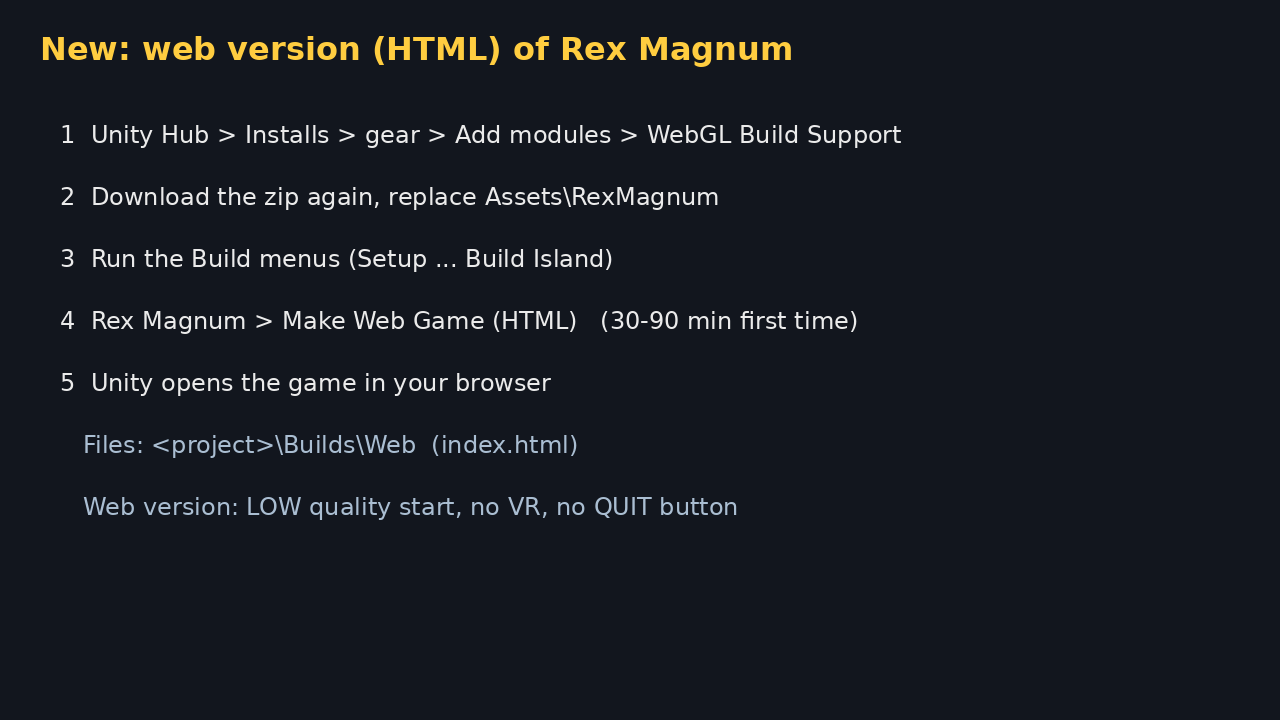 New: web version (HTML) of Rex Magnum
1 Unity Hub > Installs > gear > Add modules > WebGL Build Support
2 Download the zip again, replace Assets\RexMagnum
3 Run the Build menus (Setup ... Build Island)
4 Rex Magnum > Make Web Game (HTML) (30-90 min first time)
5 Unity opens the game in your browser
Files: <project>\Builds\Web (index.html)
Web version: LOW quality start, no VR, no QUIT button